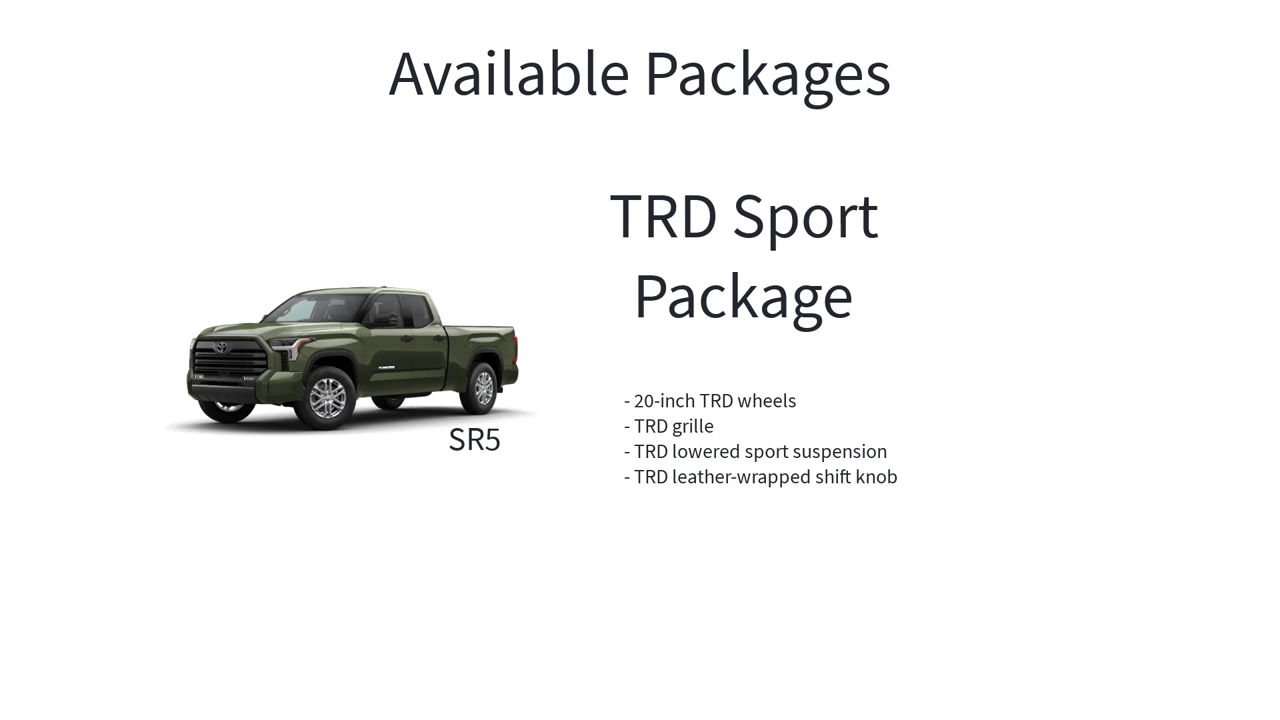 Available Packages
TRD Sport
Package
SR5
- 20-inch TRD wheels
- TRD grille
- TRD lowered sport suspension
- TRD leather-wrapped shift knob